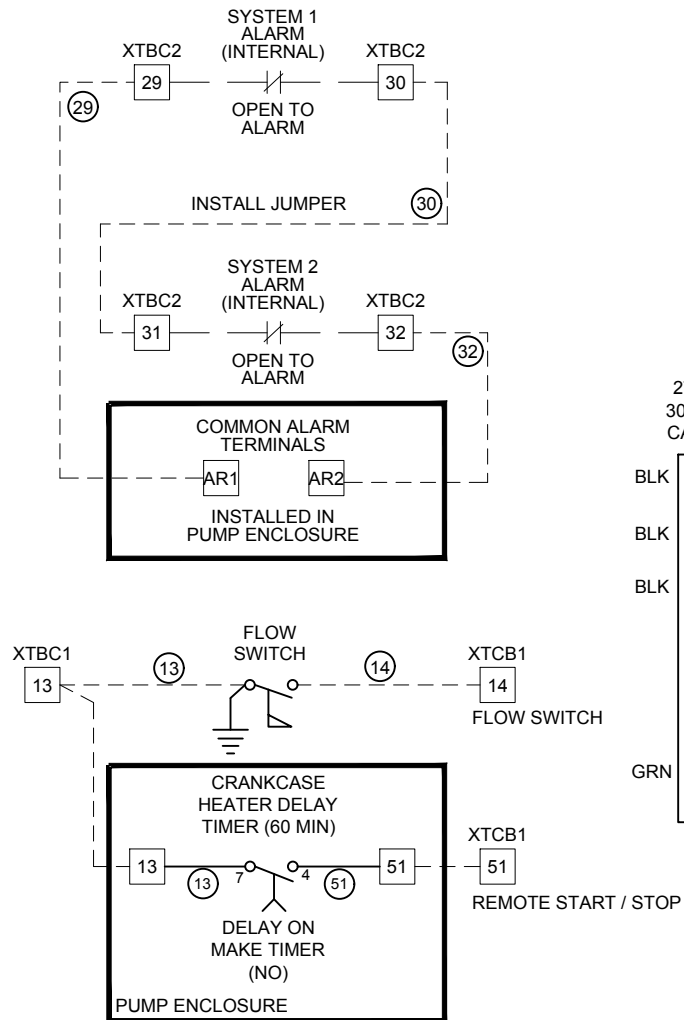 SYSTEM 1
ALARM
(INTERNAL)
XTBC2
XTBC2
29
30
29
OPEN TO
ALARM
INSTALL JUMPER
30
SYSTEM 2
ALARM
(INTERNAL)
XTBC2
XTBC2
31
32
32
OPEN TO
ALARM
COMMON ALARM
TERMINALS
AR1
AR2
INSTALLED IN
PUMP ENCLOSURE
2
30
CA
BLK
BLK
BLK
GRN
FLOW
SWITCH
XTBC1
13
13
14
XTCB1
14
FLOW SWITCH
CRANKCASE
HEATER DELAY
TIMER (60 MIN)
13
13
7
4
51
51
XTCB1
51
REMOTE START / STOP
DELAY ON
MAKE TIMER
(NO)
PUMP ENCLOSURE